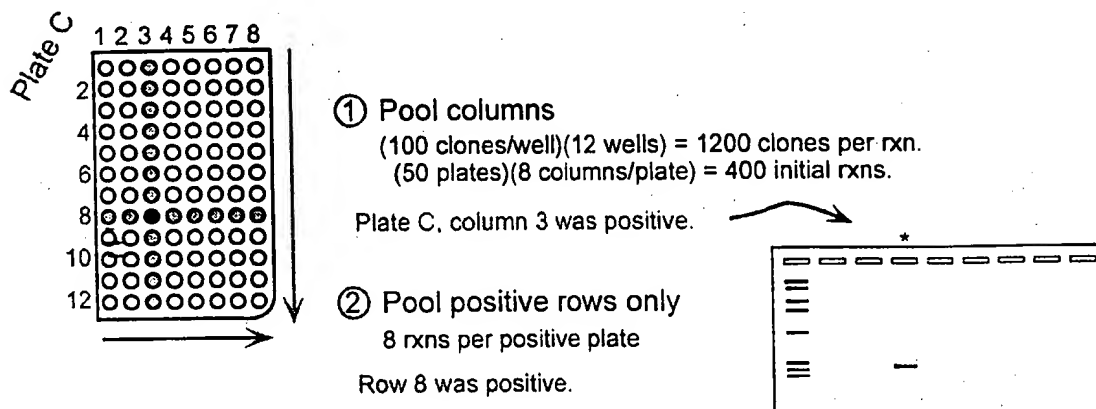 Plate C
1 2 3 4 5 6 7 8
2
4
6
8
10
12
① Pool columns
(100 clones/well)(12 wells) = 1200 clones per rxn.
(50 plates)(8 columns/plate) = 400 initial rxns.
Plate C, column 3 was positive.
*
② Pool positive rows only
8 rxns per positive plate
Row 8 was positive.